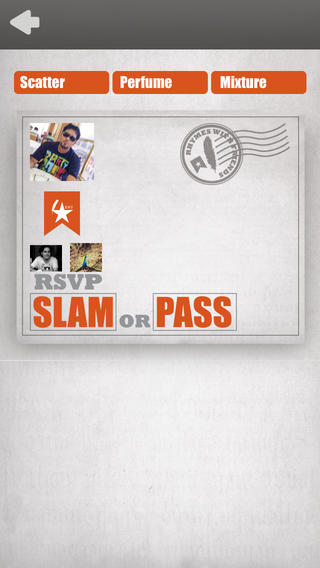 Scatter
Perfume
Mixture
RHYMES WITH FRIENDS
RSVP
SLAM OR PASS